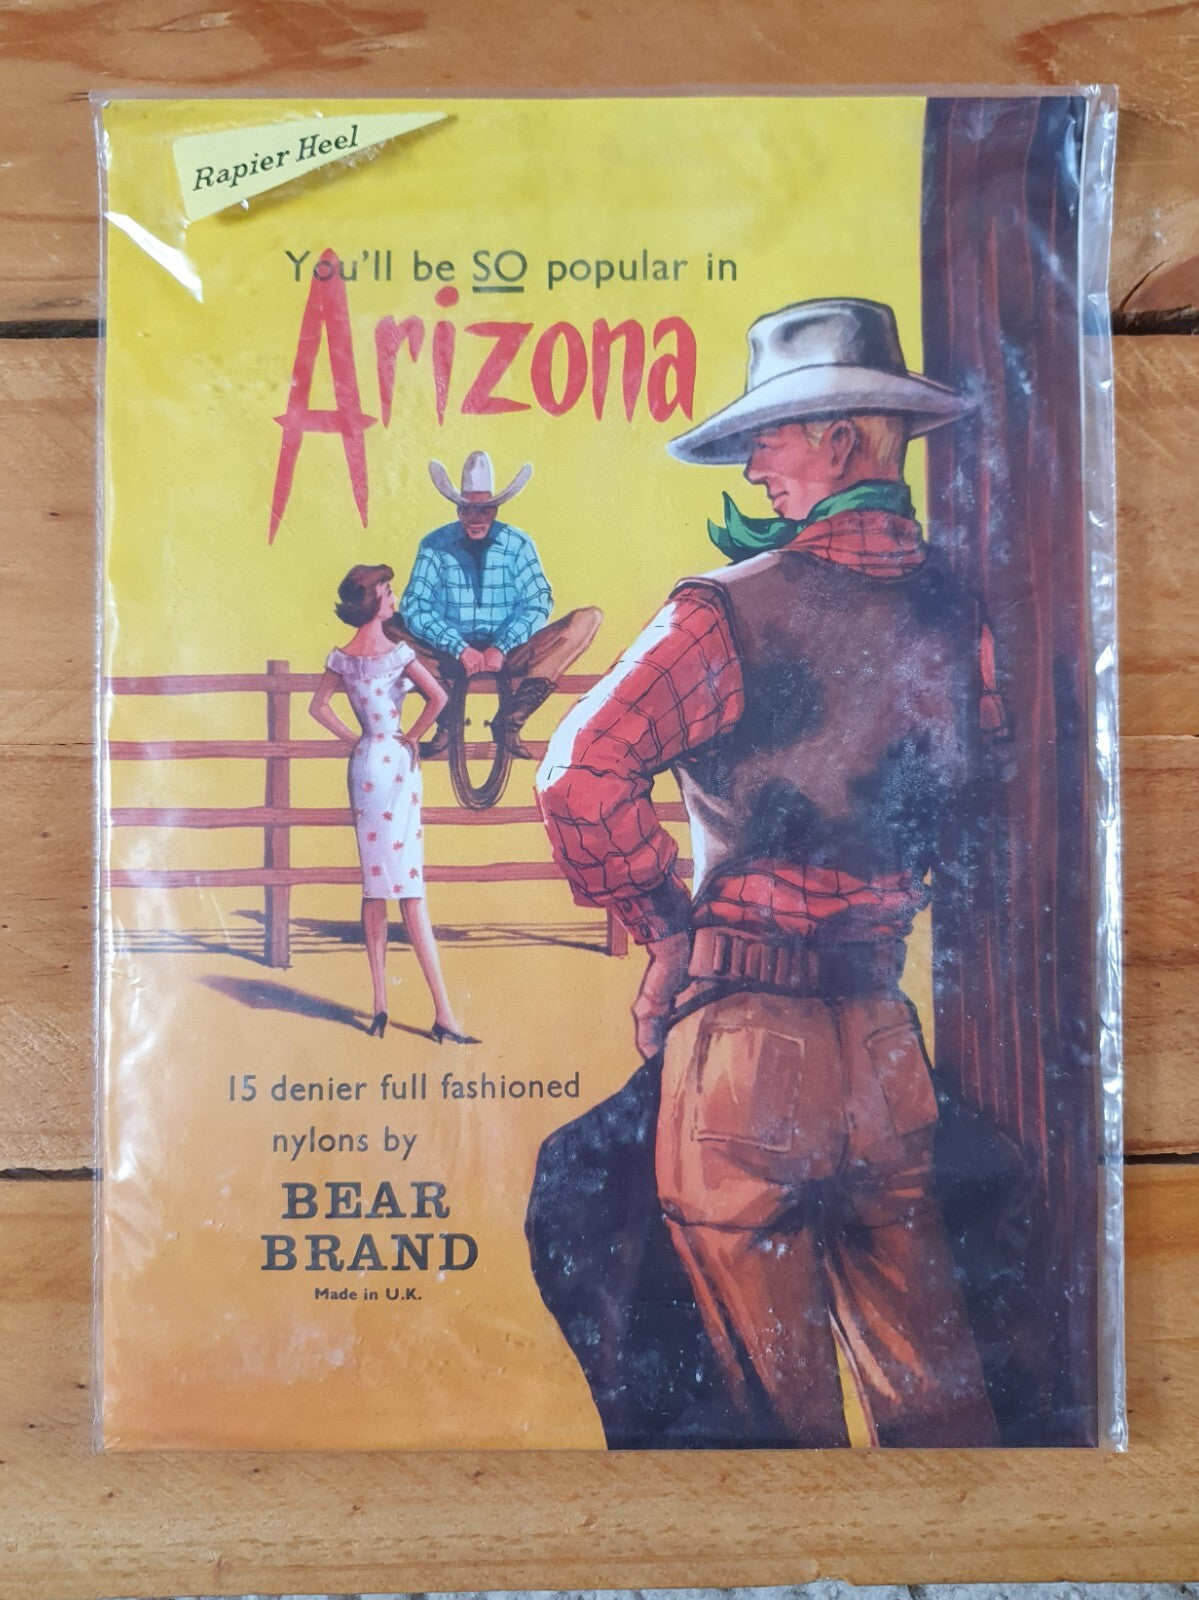 Rapier Heel
You'll be SO popular in
Arizona
15 denier full fashioned
nylons by
BEAR
BRAND
Made in U.K.